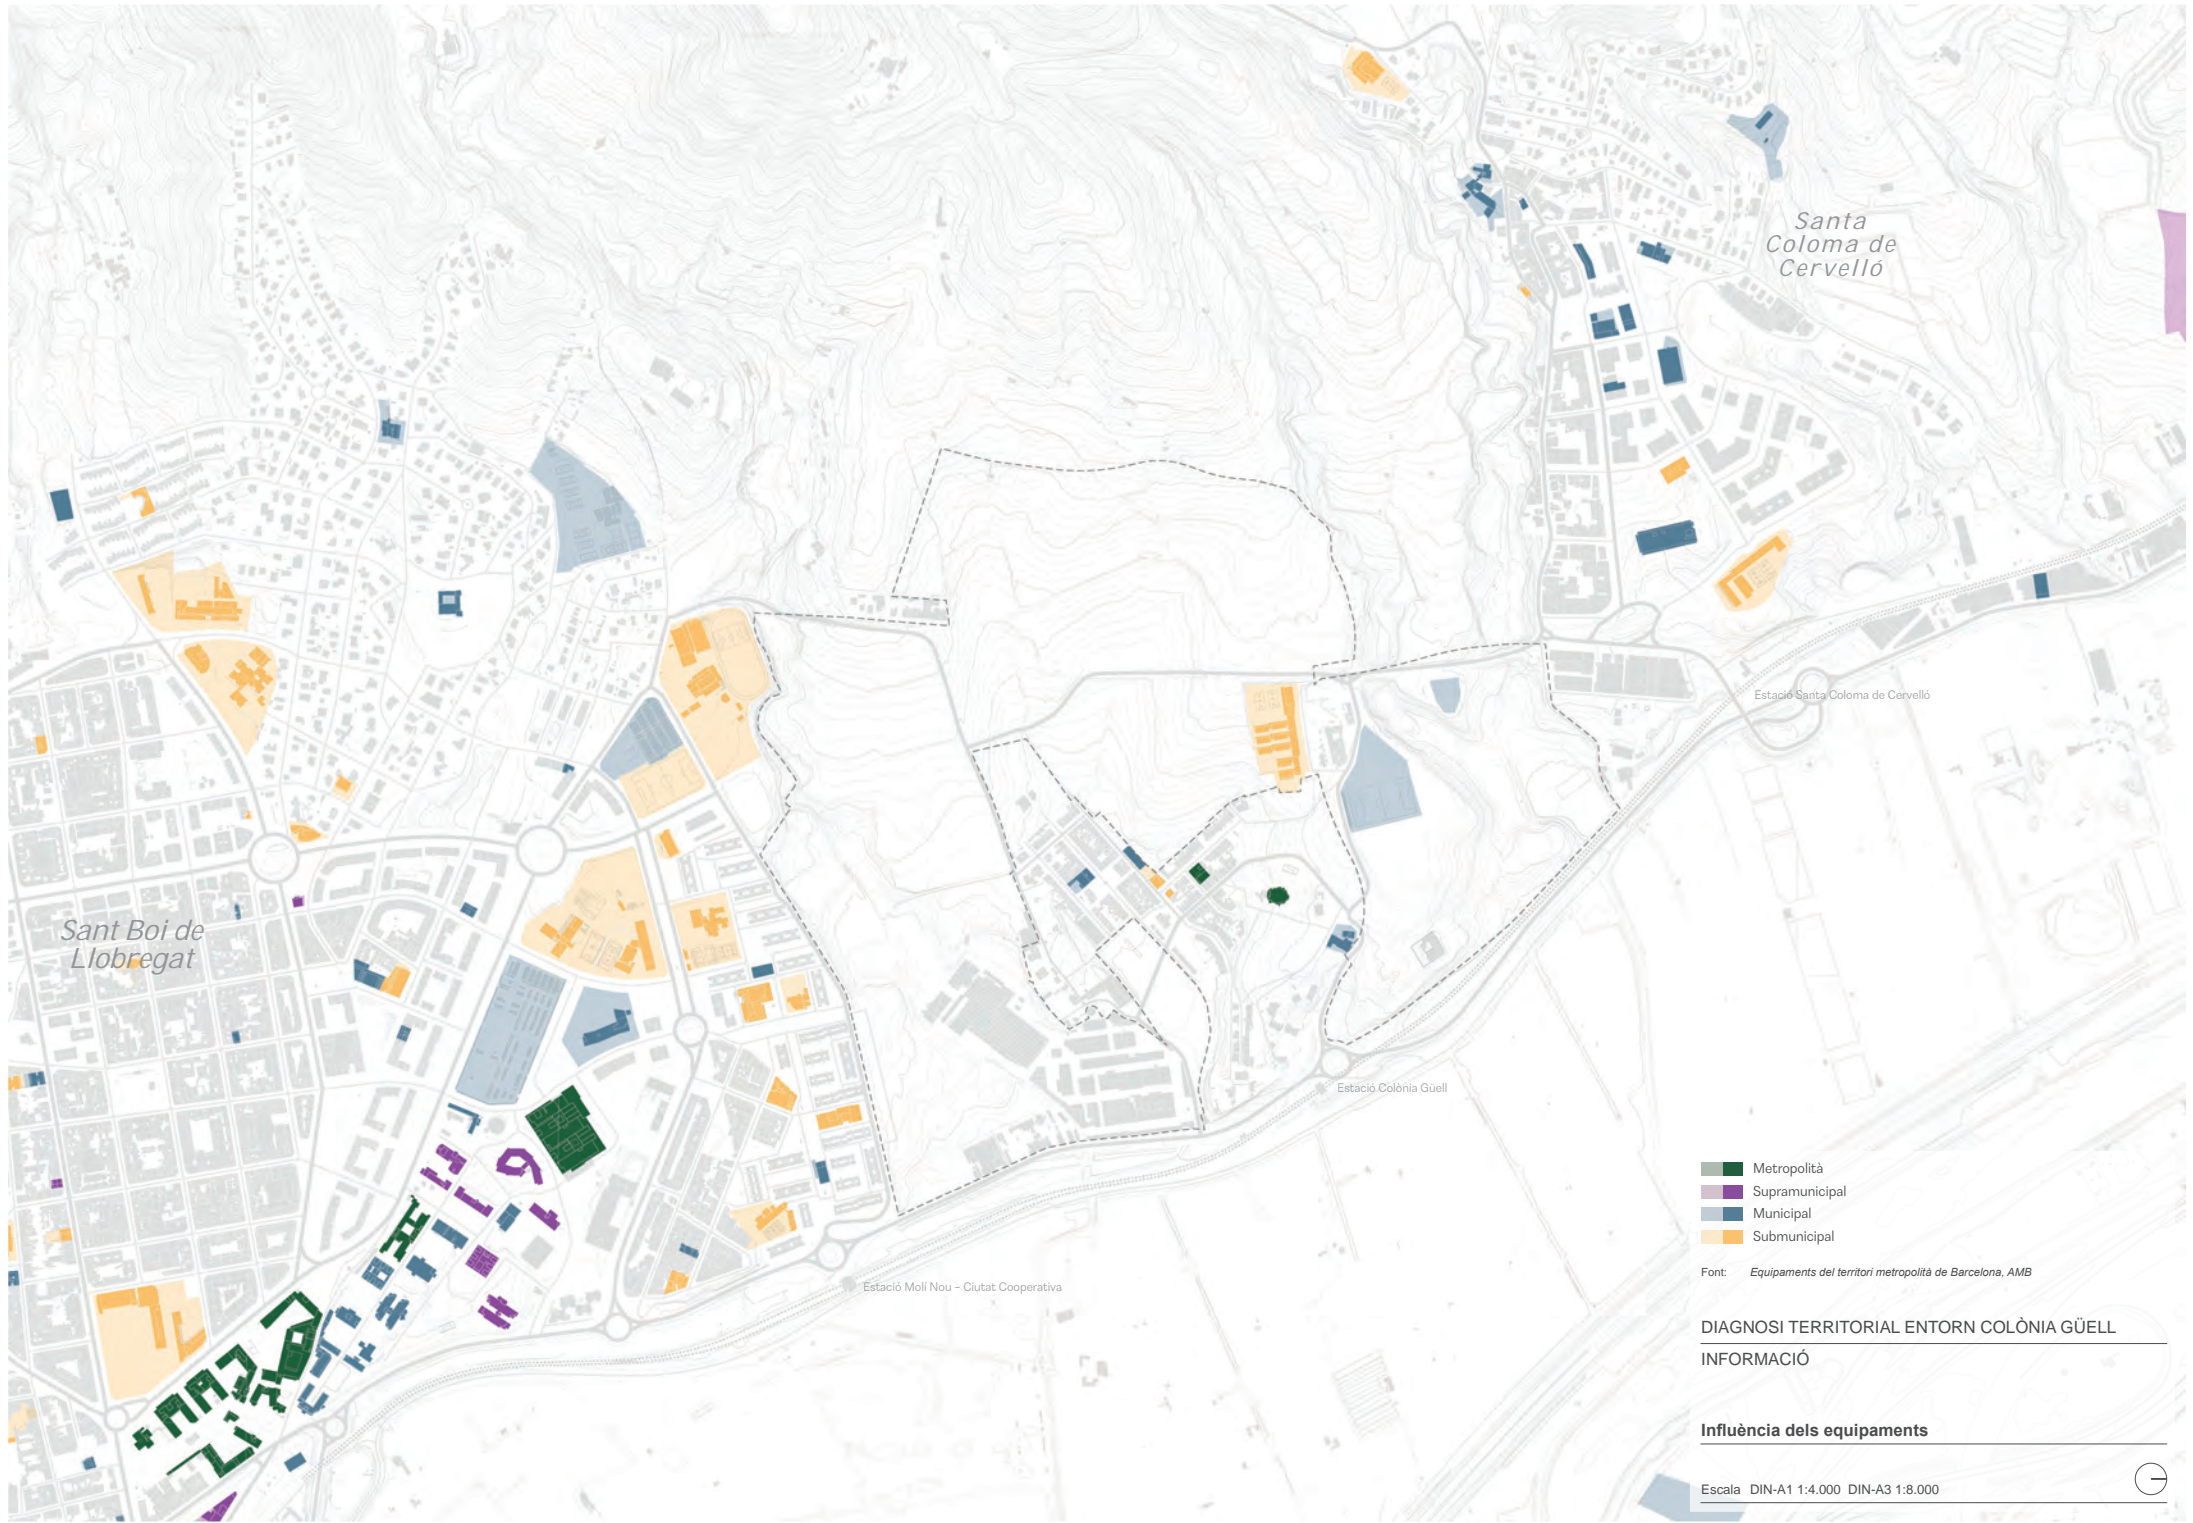 Santa
Coloma de
Cervelló
Estació Santa Coloma de Cervelló
Sant Boi de
Llobregat
Estació Colònia Güell
Estació Molí Nou – Ciutat Cooperativa
Metropolità
Supramunicipal
Municipal
Submunicipal
Font: Equipaments del territori metropolità de Barcelona, AMB
DIAGNOSI TERRITORIAL ENTORN COLÒNIA GÜELL
INFORMACIÓ
Influència dels equipaments
Escala DIN-A1 1:4.000 DIN-A3 1:8.000